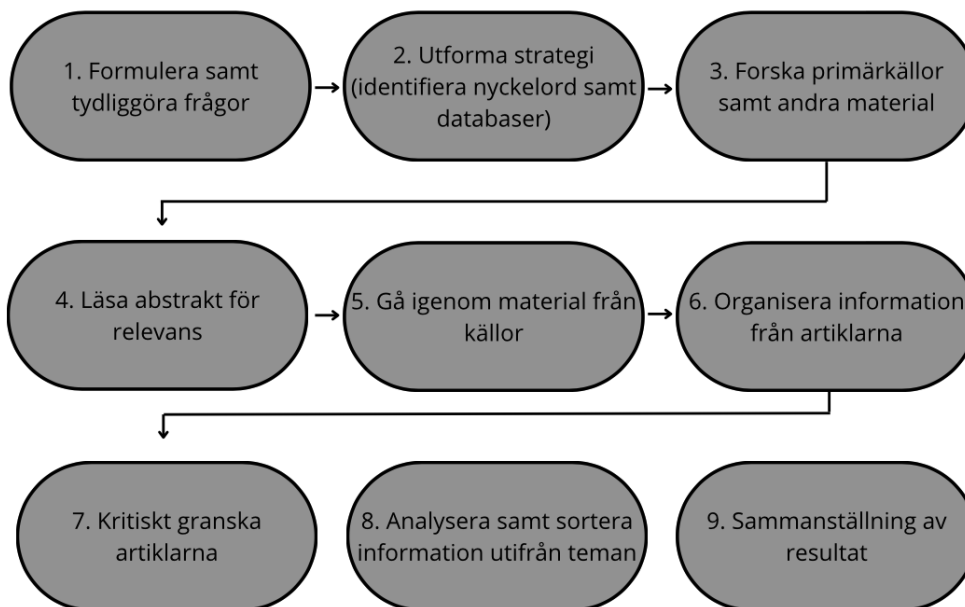 1. Formulera samt
tydliggöra frågor
2. Utforma strategi
(identifiera nyckelord samt
databaser)
3. Forska primärkällor
samt andra material
4. Läsa abstrakt för
relevans
5. Gå igenom material från
källor
6. Organisera information
från artiklarna
7. Kritiskt granska
artiklarna
8. Analysera samt sortera
information utifrån teman
9. Sammanställning av
resultat